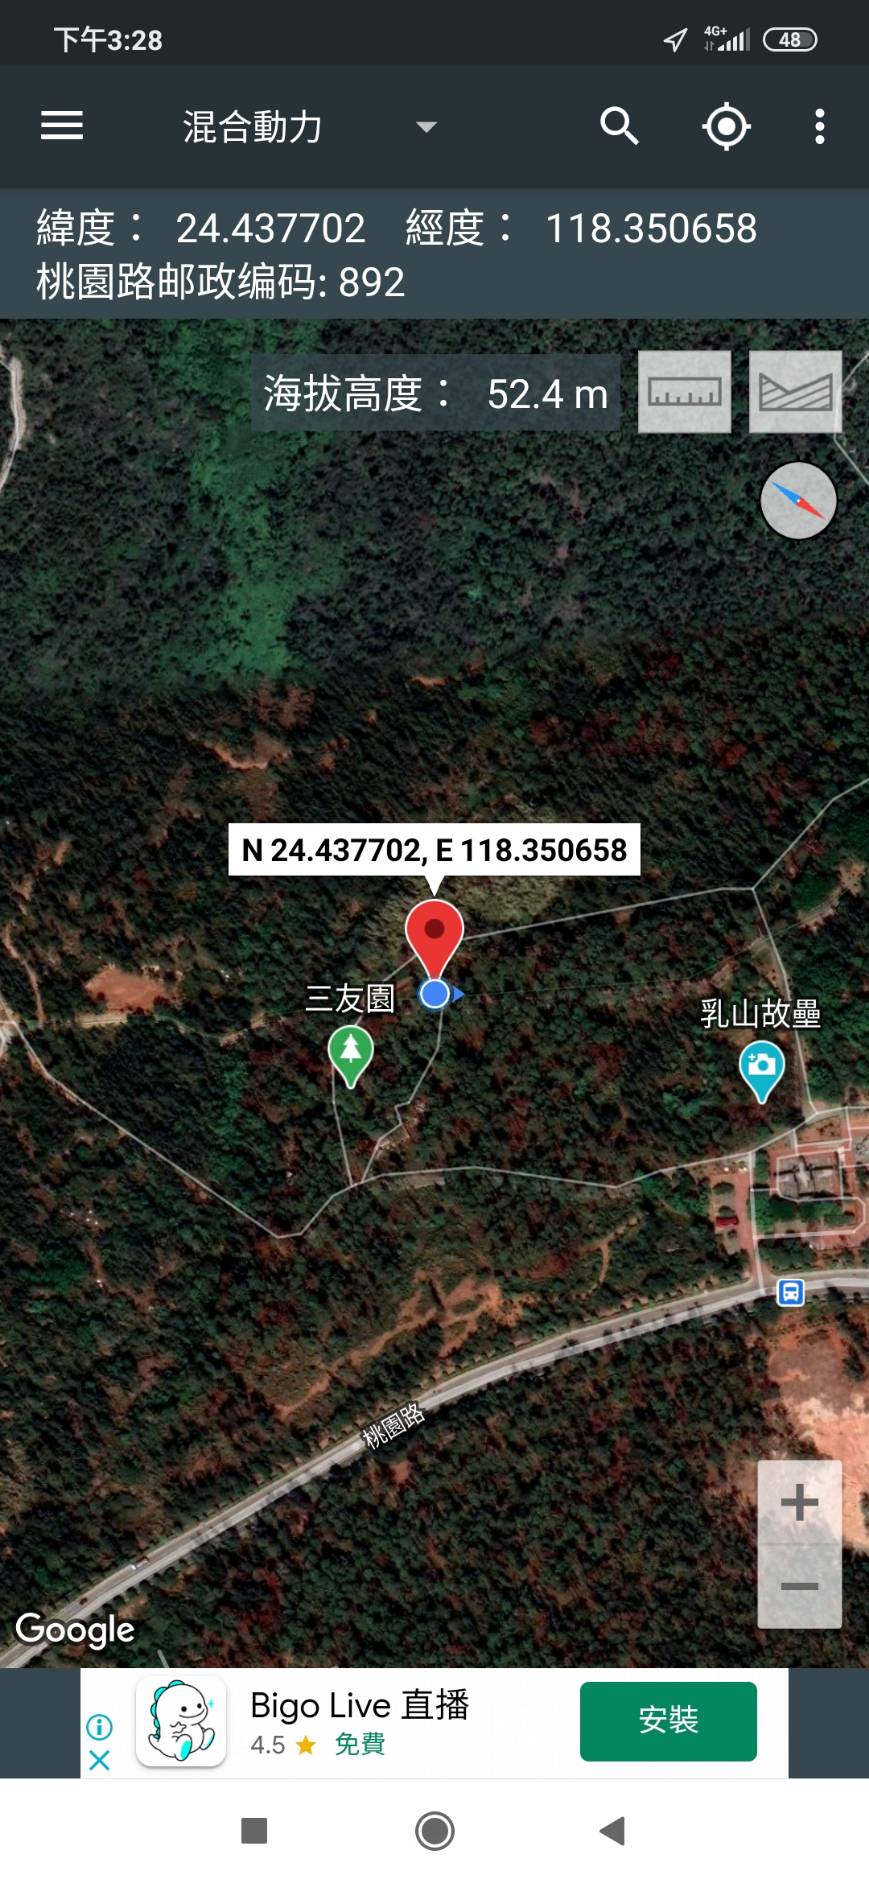 下午3:28
4G+
48
混合動力
緯度： 24.437702 經度： 118.350658
桃園路邮政编码: 892
海拔高度： 52.4 m
N 24.437702, E 118.350658
三友園
乳山故壘
桃園路
Google
Bigo Live 直播
4.5 ★ 免費
安裝